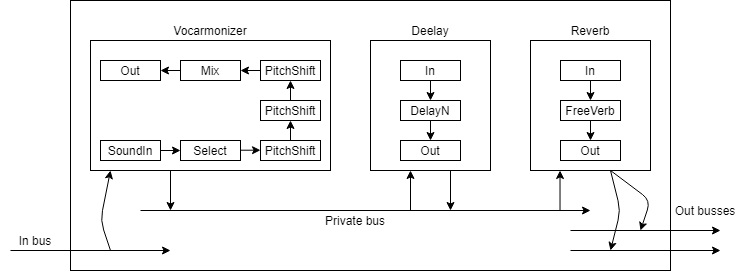 Vocarmonizer
Deelay
Reverb
Out
Mix
PitchShift
In
In
PitchShift
DelayN
FreeVerb
SoundIn
Select
PitchShift
Out
Out
Private bus
Out busses
In bus